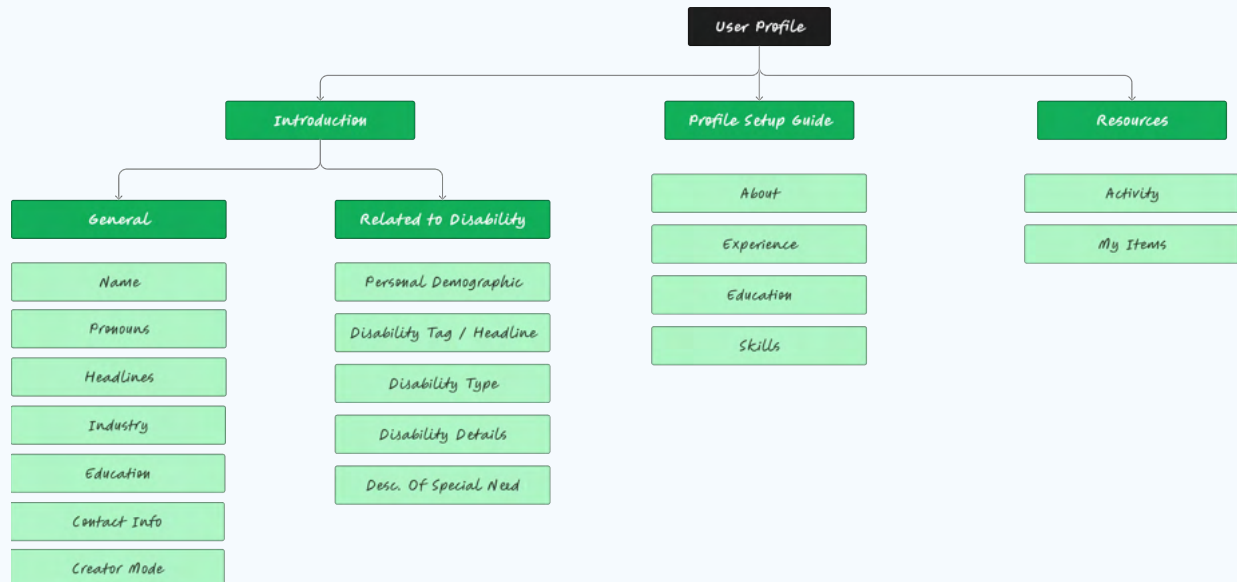 User Profile
Introduction
Profile Setup Guide
Resources
General
Related to Disability
Name
Pronouns
Headlines
Industry
Education
Contact Info
Creator Mode
Personal Demographic
Disability Tag / Headline
Disability Type
Disability Details
Desc. Of Special Need
About
Experience
Education
Skills
Activity
My Items